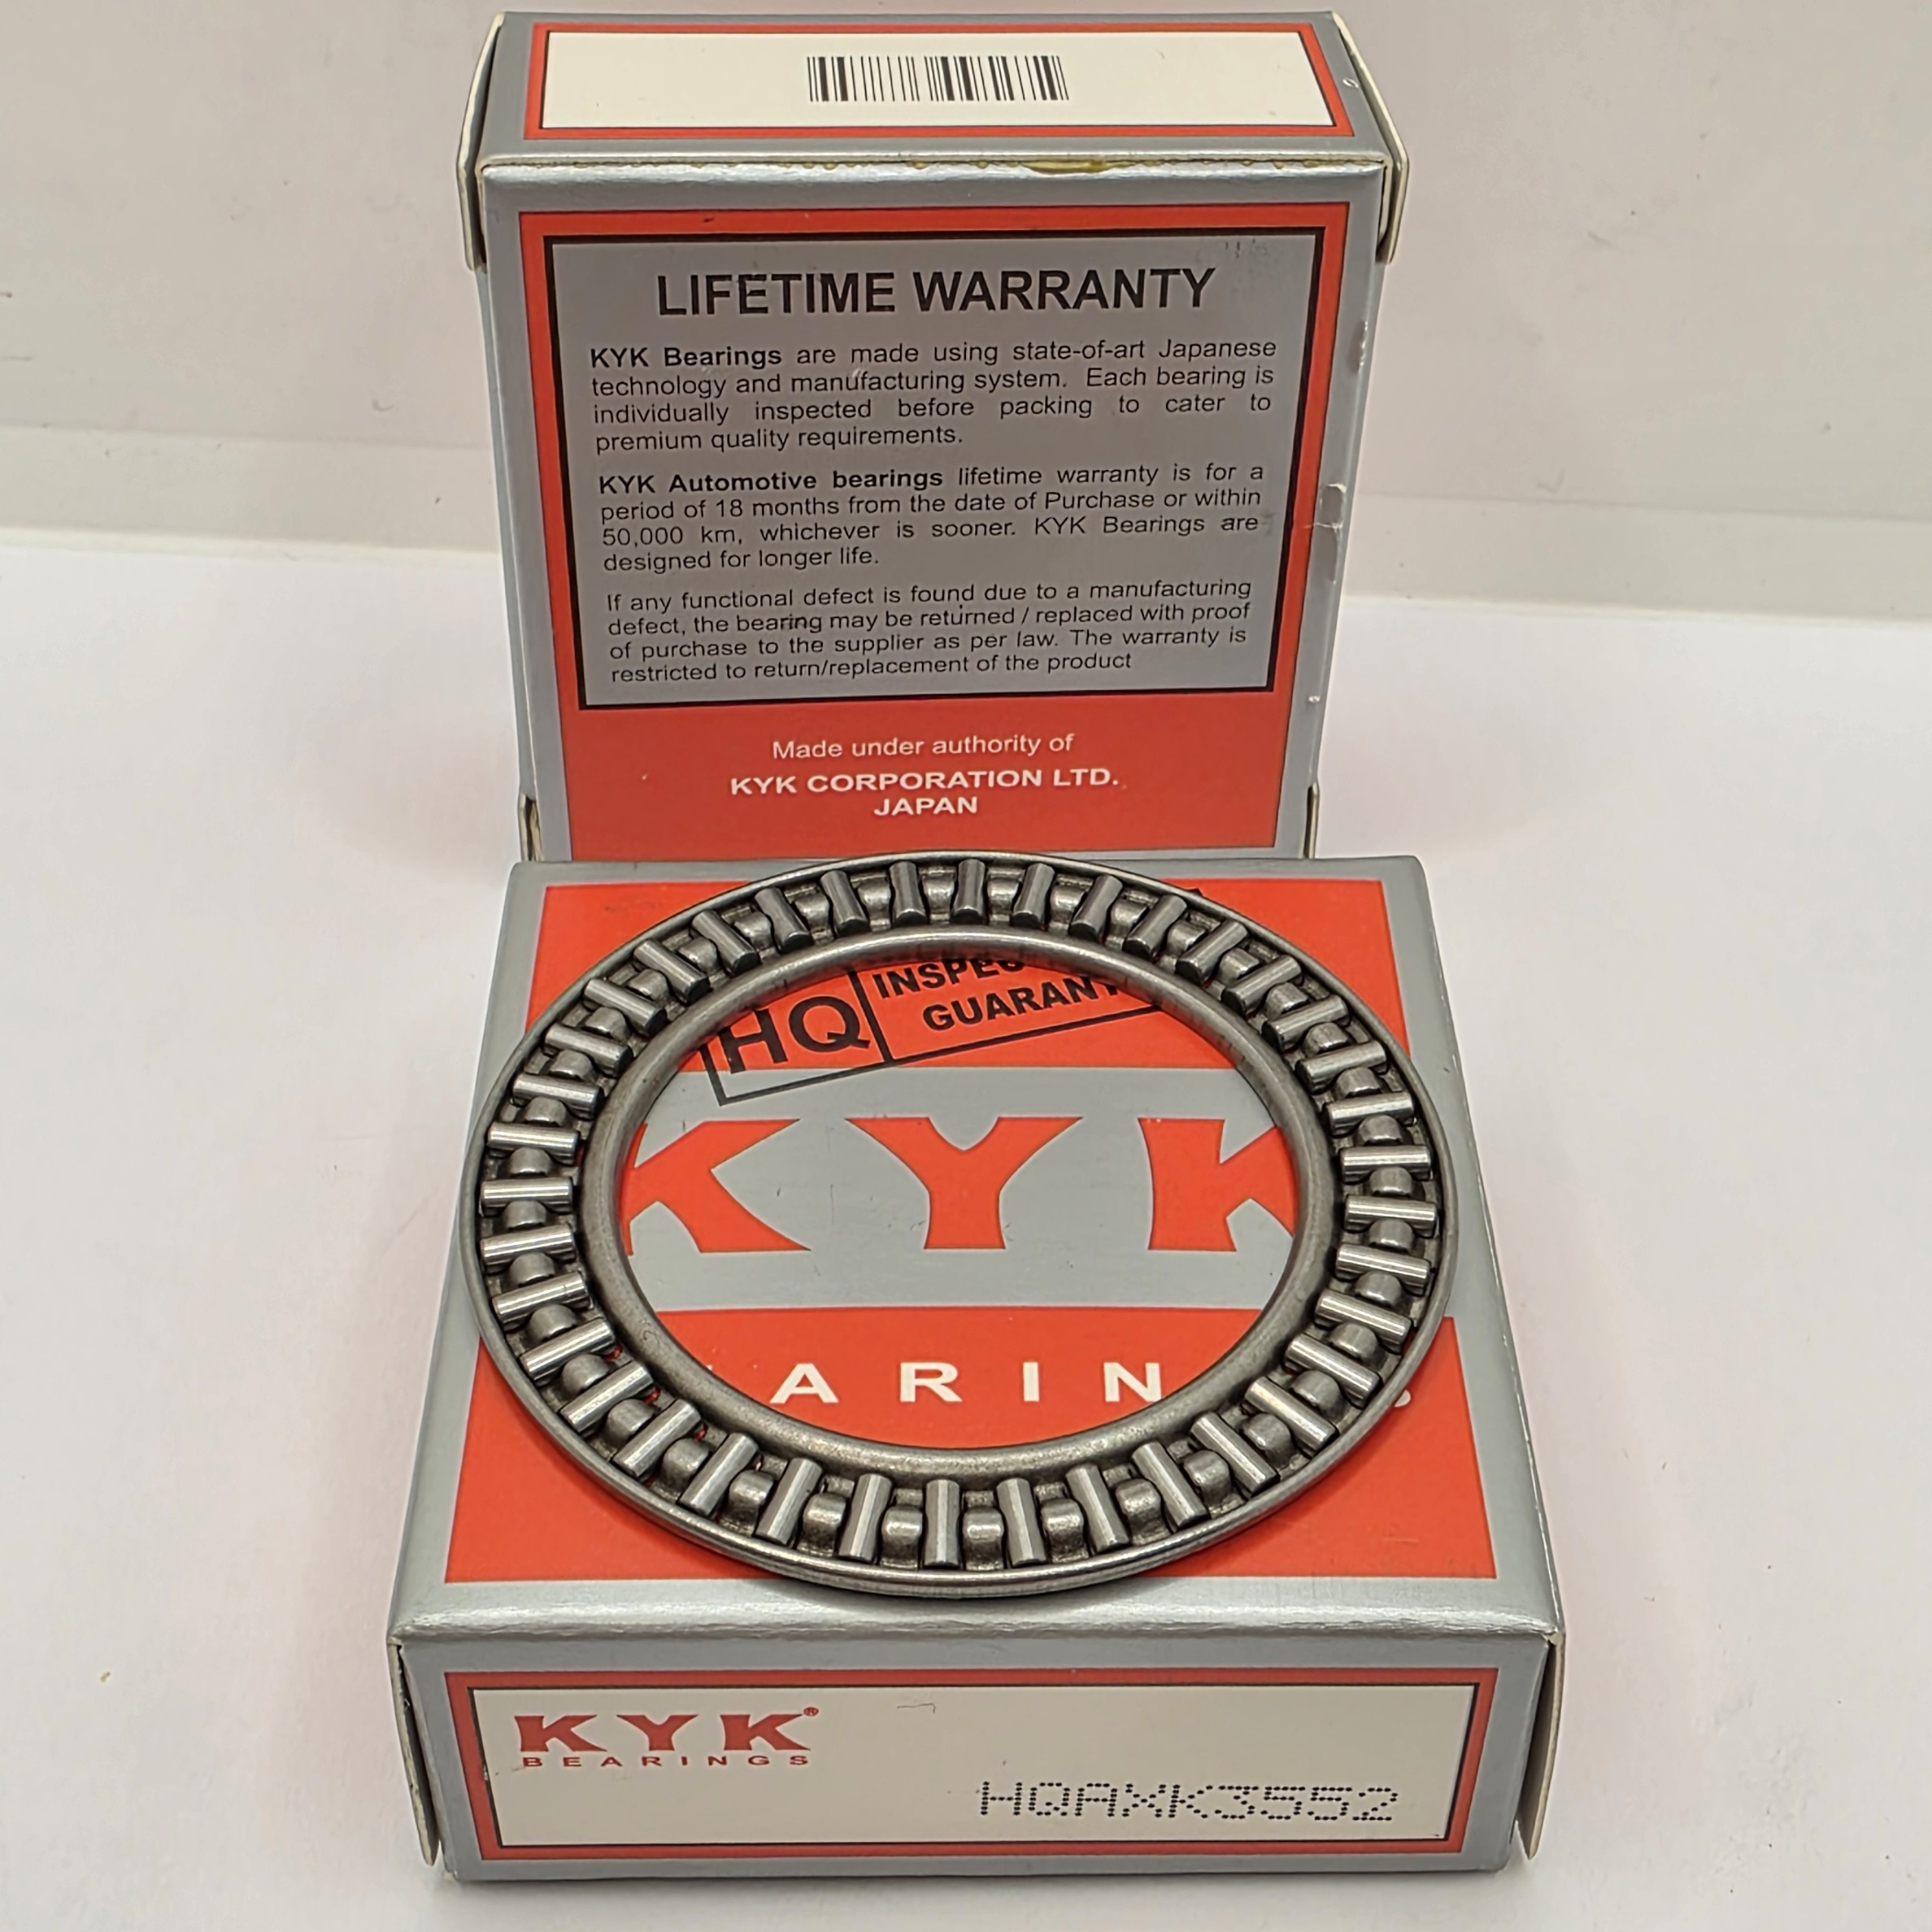 LIFETIME WARRANTY
KYK Bearings are made using state-of-art Japanese
technology and manufacturing system. Each bearing is
individually inspected before packing to cater to
premium quality requirements.
KYK Automotive bearings lifetime warranty is for a
period of 18 months from the date of Purchase or within
50,000 km, whichever is sooner. KYK Bearings are
designed for longer life.
If any functional defect is found due to a manufacturing
defect, the bearing may be returned / replaced with proof
of purchase to the supplier as per law. The warranty is
restricted to return/replacement of the product
Made under authority of
KYK CORPORATION LTD.
JAPAN
HQ
KYK
KYK®
BEARINGS
HQAXK3552